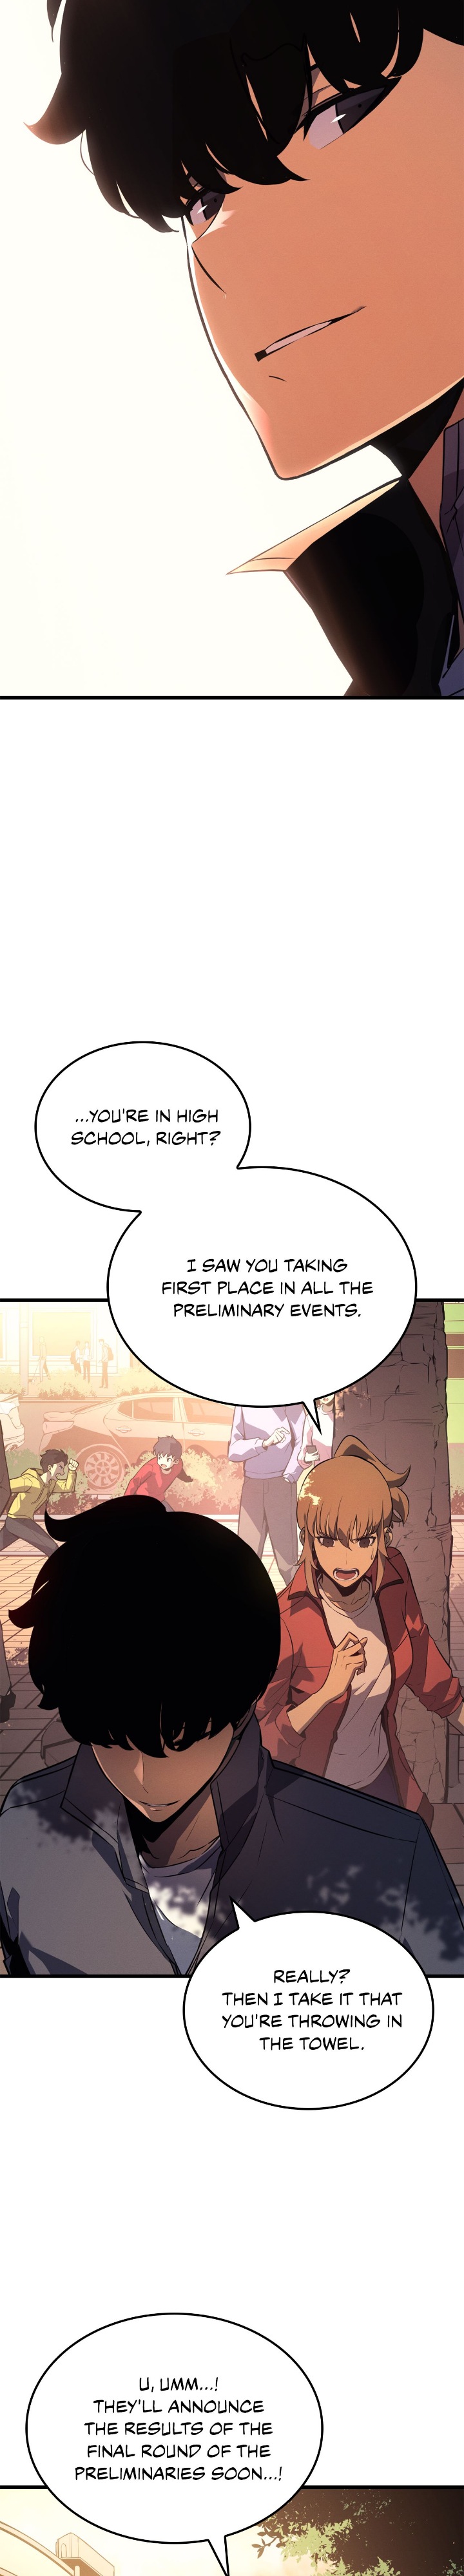 ...YOU'RE IN HIGH
SCHOOL, RIGHT?
I SAW YOU TAKING
FIRST PLACE IN ALL THE
PRELIMINARY EVENTS.
REALLY?
THEN I TAKE IT THAT
YOU'RE THROWING IN
THE TOWEL.
U, UMM...!
THEY'LL ANNOUNCE
THE RESULTS OF THE
FINAL ROUND OF THE
PRELIMINARIES SOON...!